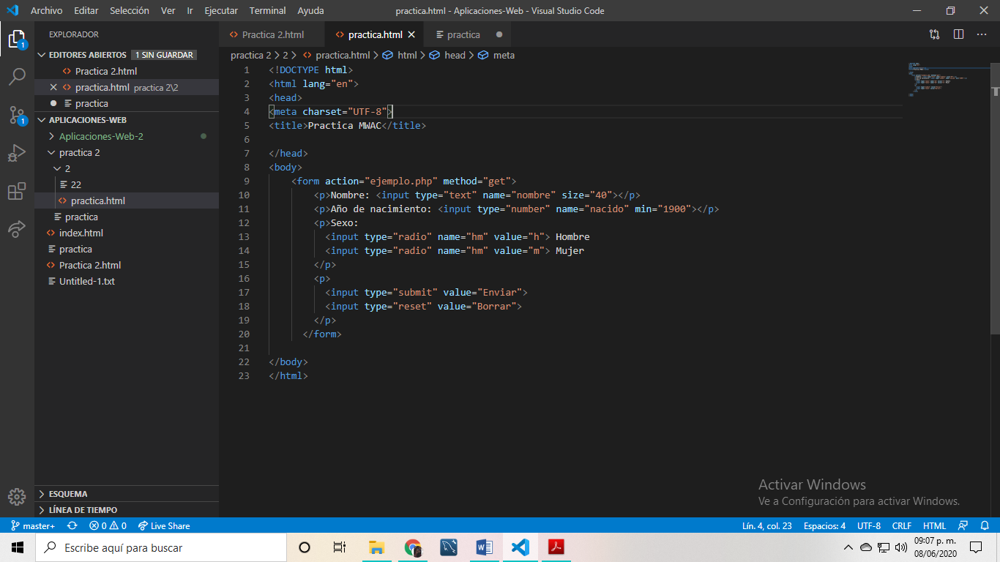 Archivo Editar Selección Ver Ir Ejecutar Terminal Ayuda
practica.html - Aplicaciones-Web - Visual Studio Code
EXPLORADOR
EDITORES ABIERTOS 1 SIN GUARDAR
Practica 2.html
practica.html practica 2\2
practica
APLICACIONES-WEB
Aplicaciones-Web-2
practica 2
2
22
practica.html
practica
index.html
practica
Practica 2.html
Untitled-1.txt
ESQUEMA
LÍNEA DE TIEMPO
Practica 2.html practica.html practica
practica 2 > 2 > practica.html > html > head > meta
1 <!DOCTYPE html>
2 <html lang="en">
3 <head>
4 <meta charset="UTF-8">
5 <title>Practica MWAC</title>
6
7 </head>
8 <body>
9 <form action="ejemplo.php" method="get">
10 <p>Nombre: <input type="text" name="nombre" size="40"></p>
11 <p>Año de nacimiento: <input type="number" name="nacido" min="1900"></p>
12 <p>Sexo:
13 <input type="radio" name="hm" value="h"> Hombre
14 <input type="radio" name="hm" value="m"> Mujer
15 </p>
16 <p>
17 <input type="submit" value="Enviar">
18 <input type="reset" value="Borrar">
19 </p>
20 </form>
21
22 </body>
23 </html>
Activar Windows
Ve a Configuración para activar Windows.
master+ 0 0 Live Share
Lín. 4, col. 23 Espacios: 4 UTF-8 CRLF HTML
Escribe aquí para buscar
09:07 p. m.
08/06/2020